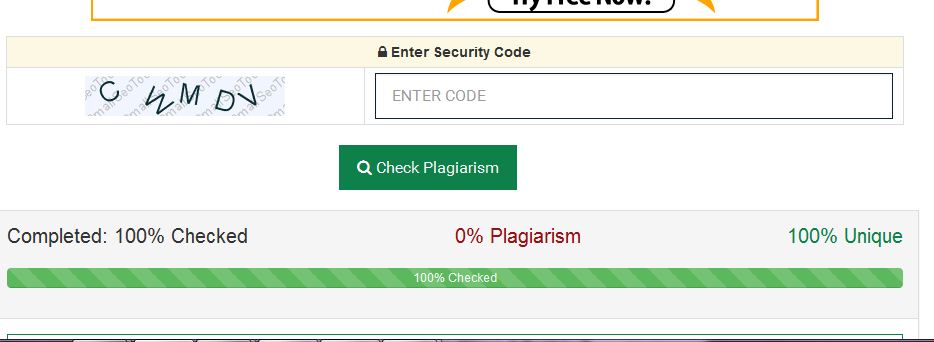 Try Free Now!
Enter Security Code
ENTER CODE
Check Plagiarism
Completed: 100% Checked
0% Plagiarism
100% Unique
100% Checked